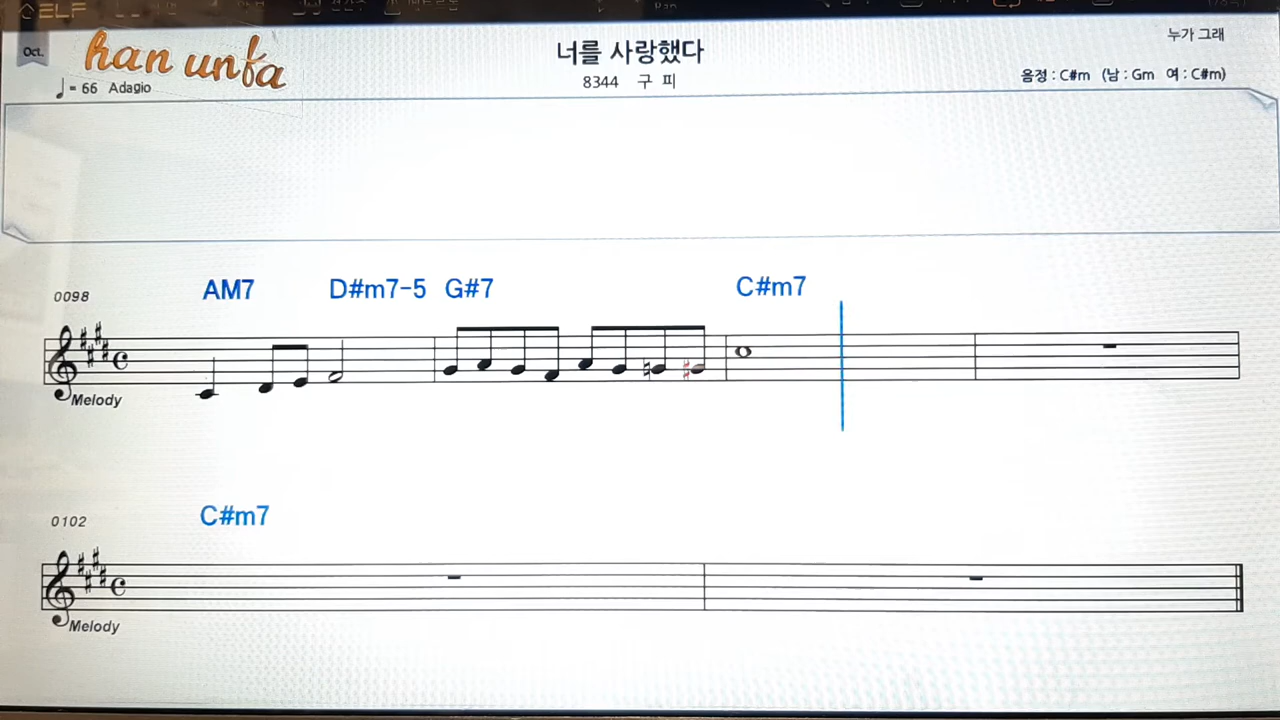 Oct.
han unfa
너를 사랑했다
누가 그래
♩ = 66 Adagio
8344 구 피
음정 : C#m (남 : Gm 여 : C#m)
0098
AM7 D#m7-5 G#7 C#m7
Melody
0102
C#m7
Melody